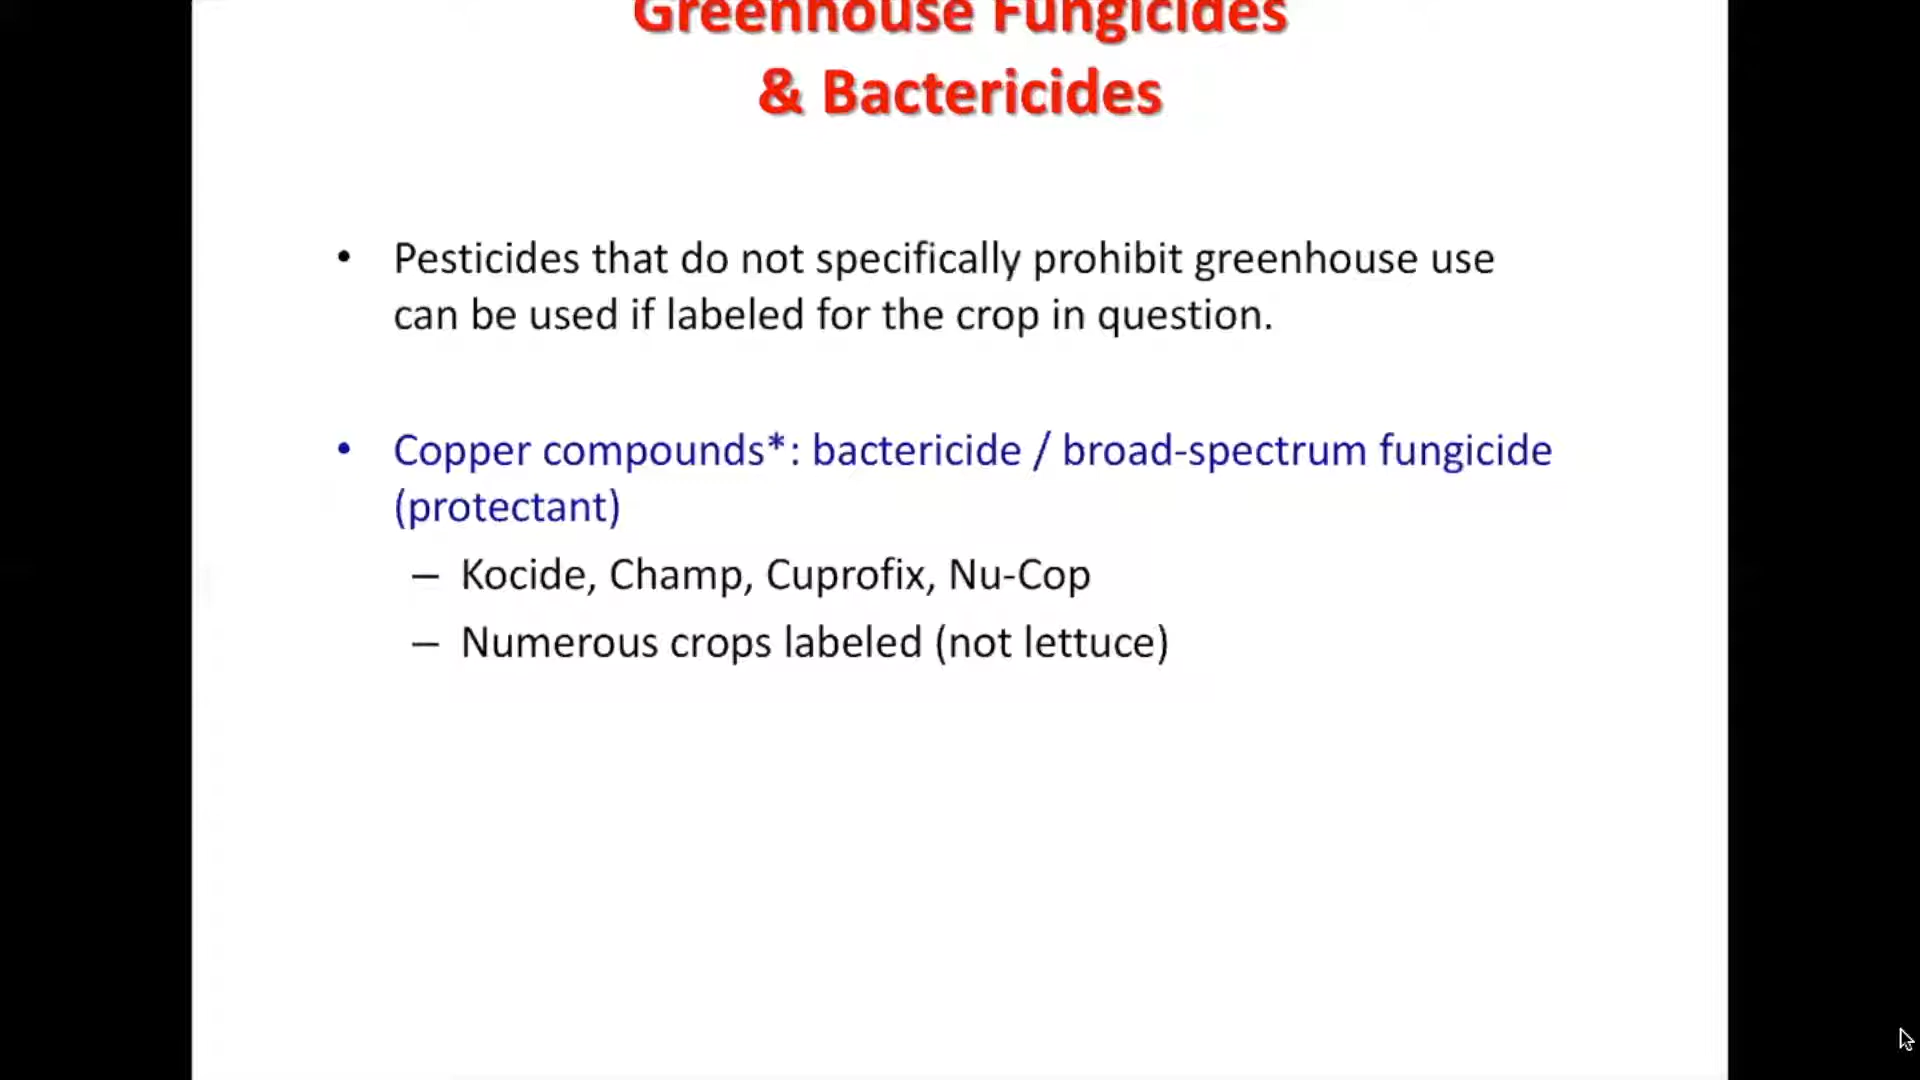 Greenhouse Fungicides
& Bactericides
• Pesticides that do not specifically prohibit greenhouse use
can be used if labeled for the crop in question.
• Copper compounds*: bactericide / broad-spectrum fungicide
(protectant)
– Kocide, Champ, Cuprofix, Nu-Cop
– Numerous crops labeled (not lettuce)